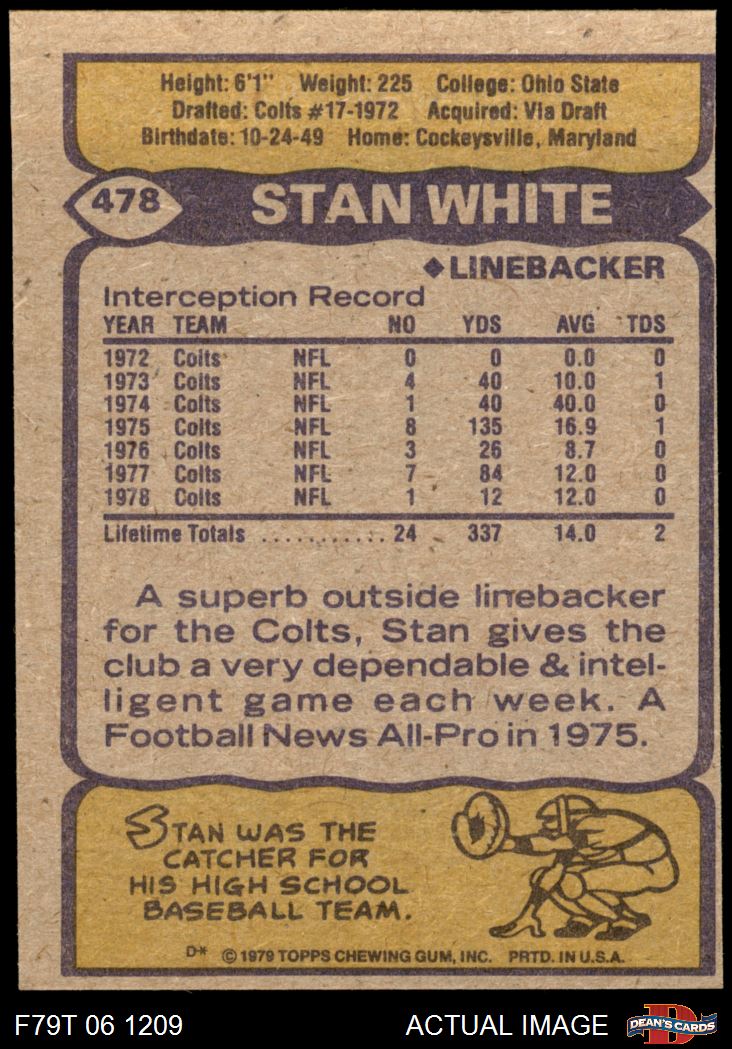 Height: 6'1" Weight: 225 College: Ohio State
Drafted: Colts #17-1972 Acquired: Via Draft
Birthdate: 10-24-49 Home: Cockeysville, Maryland
478 STAN WHITE
◆LINEBACKER
Interception Record
YEAR TEAM NO YDS AVG TDS
1972 Colts NFL 0 0 0.0 0
1973 Colts NFL 4 40 10.0 1
1974 Colts NFL 1 40 40.0 0
1975 Colts NFL 8 135 16.9 1
1976 Colts NFL 3 26 8.7 0
1977 Colts NFL 7 84 12.0 0
1978 Colts NFL 1 12 12.0 0
Lifetime Totals ........... 24 337 14.0 2
A superb outside linebacker
for the Colts, Stan gives the
club a very dependable & intel-
ligent game each week. A
Football News All-Pro in 1975.
STAN WAS THE
CATCHER FOR
HIS HIGH SCHOOL
BASEBALL TEAM.
D* © 1979 TOPPS CHEWING GUM, INC. PRTD. IN U.S.A.
F79T 06 1209 ACTUAL IMAGE DEAN'S CARDS